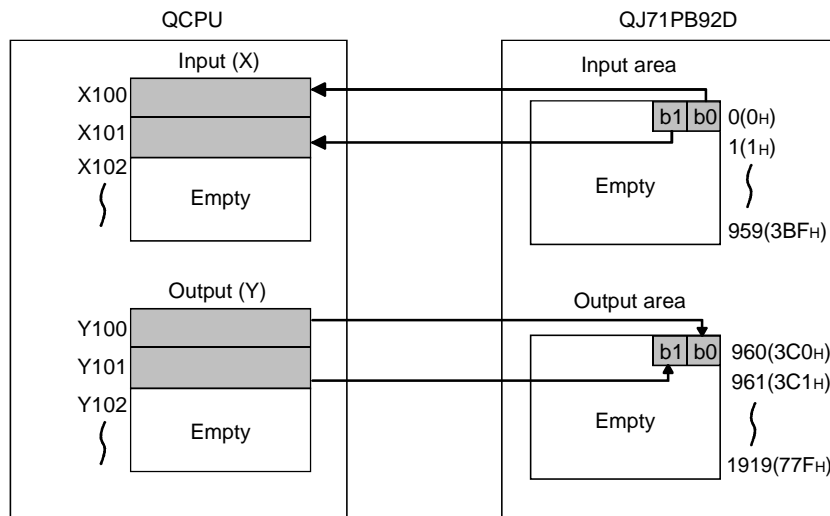 QCPU
Input (X)
X100
X101
X102
Empty
Output (Y)
Y100
Y101
Y102
Empty
QJ71PB92D
Input area
b1 b0 0(0H)
1(1H)
Empty
959(3BFH)
Output area
b1 b0 960(3C0H)
961(3C1H)
Empty
1919(77FH)